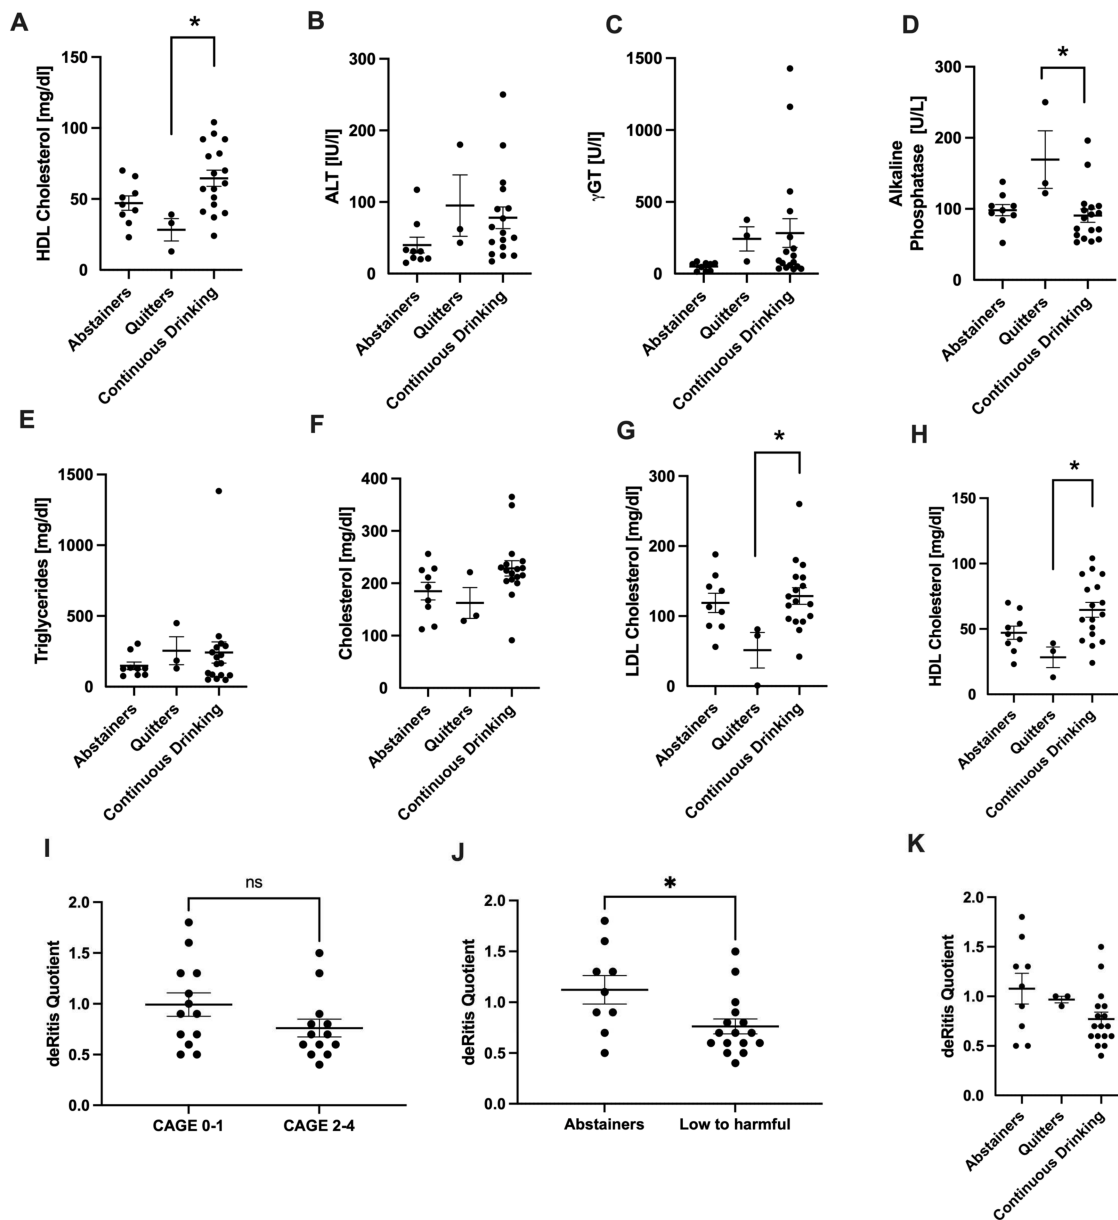 A
*
HDL Cholesterol [mg/dl]
150
100
50
0
Abstainers
Quitters
Continuous Drinking
B
ALT [IU/l]
300
200
100
0
Abstainers
Quitters
Continuous Drinking
C
γGT [U/l]
1500
1000
500
0
Abstainers
Quitters
Continuous Drinking
D
*
Alkaline
Phosphatase [U/L]
300
200
100
0
Abstainers
Quitters
Continuous Drinking
E
Triglycerides [mg/dl]
1500
1000
500
0
Abstainers
Quitters
Continuous Drinking
F
Cholesterol [mg/dl]
400
300
200
100
0
Abstainers
Quitters
Continuous Drinking
G
*
LDL Cholesterol [mg/dl]
300
200
100
0
Abstainers
Quitters
Continuous Drinking
H
*
HDL Cholesterol [mg/dl]
150
100
50
0
Abstainers
Quitters
Continuous Drinking
I
ns
deRitis Quotient
2.0
1.5
1.0
0.5
0.0
CAGE 0-1
CAGE 2-4
J
*
deRitis Quotient
2.0
1.5
1.0
0.5
0.0
Abstainers
Low to harmful
K
deRitis Quotient
2.0
1.5
1.0
0.5
0.0
Abstainers
Quitters
Continuous Drinking